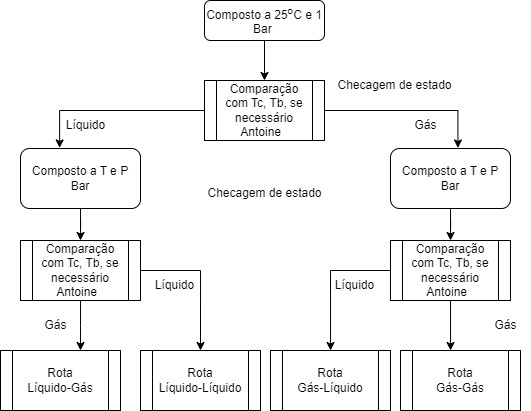 Composto a 25°C e 1
Bar
Checagem de estado
Comparação
com Tc, Tb, se
necessário
Antoine
Líquido
Gás
Composto a T e P
Bar
Composto a T e P
Bar
Checagem de estado
Comparação
com Tc, Tb, se
necessário
Antoine
Comparação
com Tc, Tb, se
necessário
Antoine
Líquido
Líquido
Gás
Gás
Rota
Líquido-Gás
Rota
Líquido-Líquido
Rota
Gás-Líquido
Rota
Gás-Gás